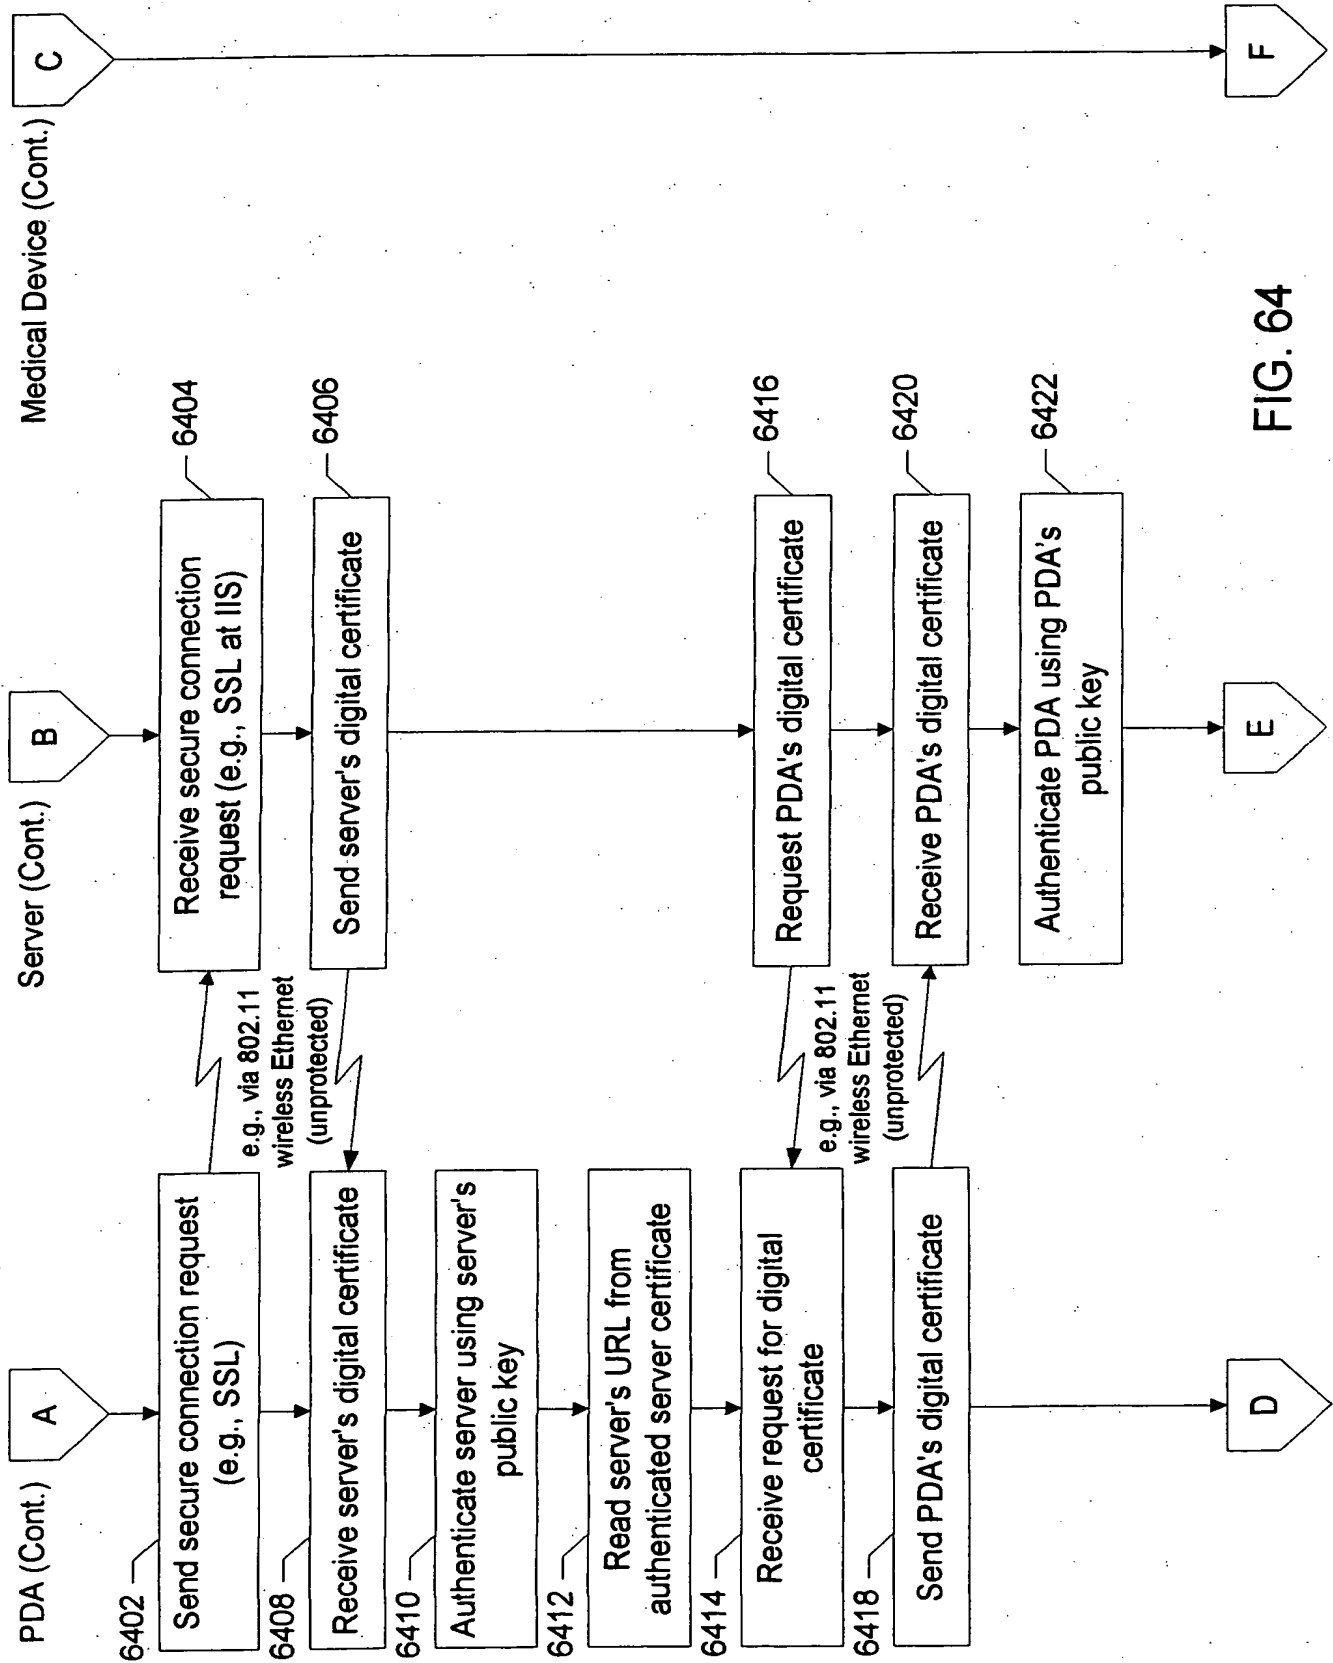 PDA (Cont.)
A
6402
Send secure connection request
(e.g., SSL)
6408
Receive server's digital certificate
6410
Authenticate server using server's
public key
6412
Read server's URL from
authenticated server certificate
6414
Receive request for digital
certificate
6418
Send PDA's digital certificate
D
e.g., via 802.11
wireless Ethernet
(unprotected)
e.g., via 802.11
wireless Ethernet
(unprotected)
Server (Cont.)
B
Receive secure connection
request (e.g., SSL at IIS)
6404
Send server's digital certificate
6406
Request PDA's digital certificate
6416
Receive PDA's digital certificate
6420
Authenticate PDA using PDA's
public key
6422
E
Medical Device (Cont.)
C
F
FIG. 64